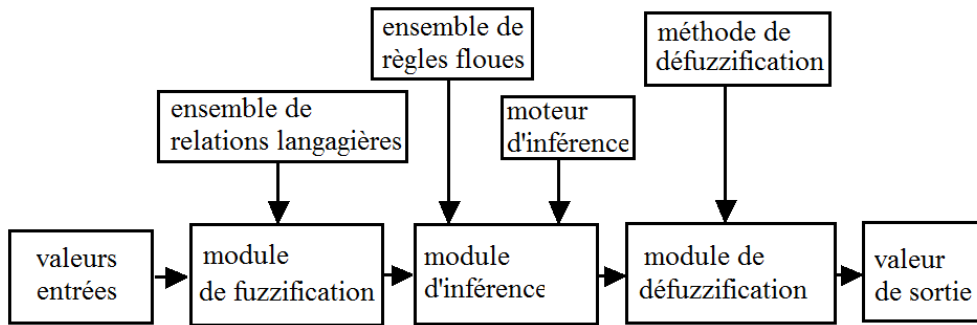 ensemble de
règles floues
méthode de
défuzzification
ensemble de
relations langagières
moteur
d'inférence
valeurs
entrées
module
de fuzzification
module
d'inférence
module de
défuzzification
valeur
de sortie